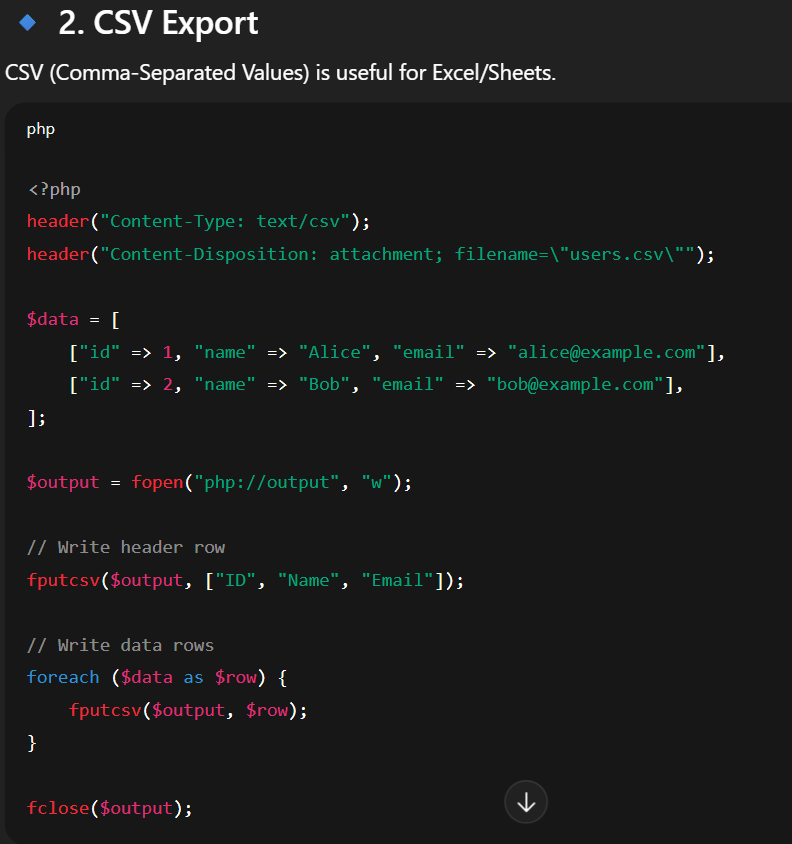 2. CSV Export
CSV (Comma-Separated Values) is useful for Excel/Sheets.
php
<?php
header("Content-Type: text/csv");
header("Content-Disposition: attachment; filename=\"users.csv\"");
$data = [
    ["id" => 1, "name" => "Alice", "email" => "alice@example.com"],
    ["id" => 2, "name" => "Bob", "email" => "bob@example.com"],
];
$output = fopen("php://output", "w");
// Write header row
fputcsv($output, ["ID", "Name", "Email"]);
// Write data rows
foreach ($data as $row) {
    fputcsv($output, $row);
}
fclose($output);